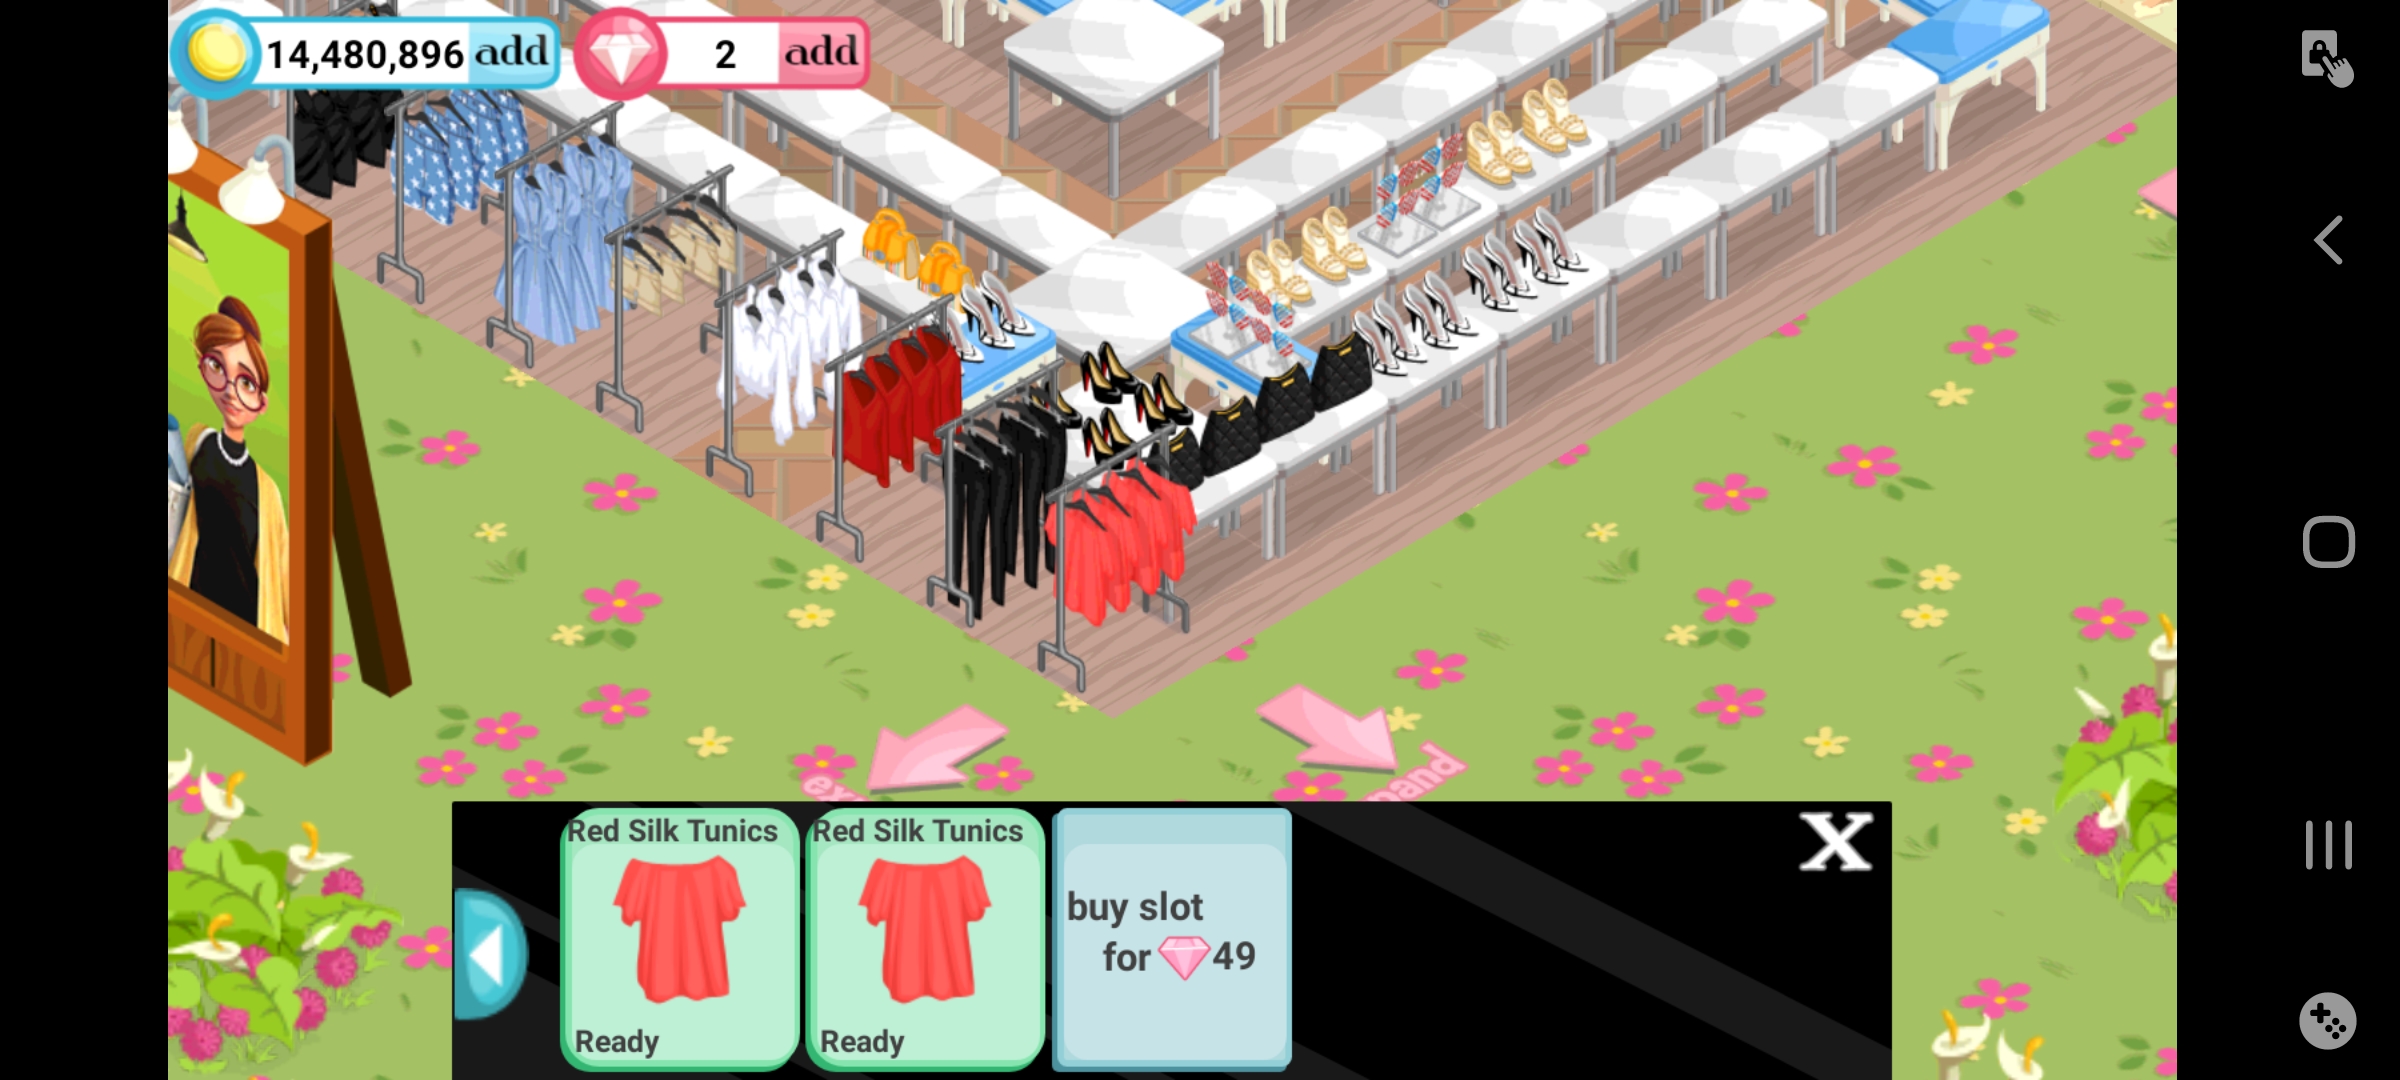 14,480,896 add
2 add
Red Silk Tunics
Ready
Red Silk Tunics
Ready
buy slot
for 49
X